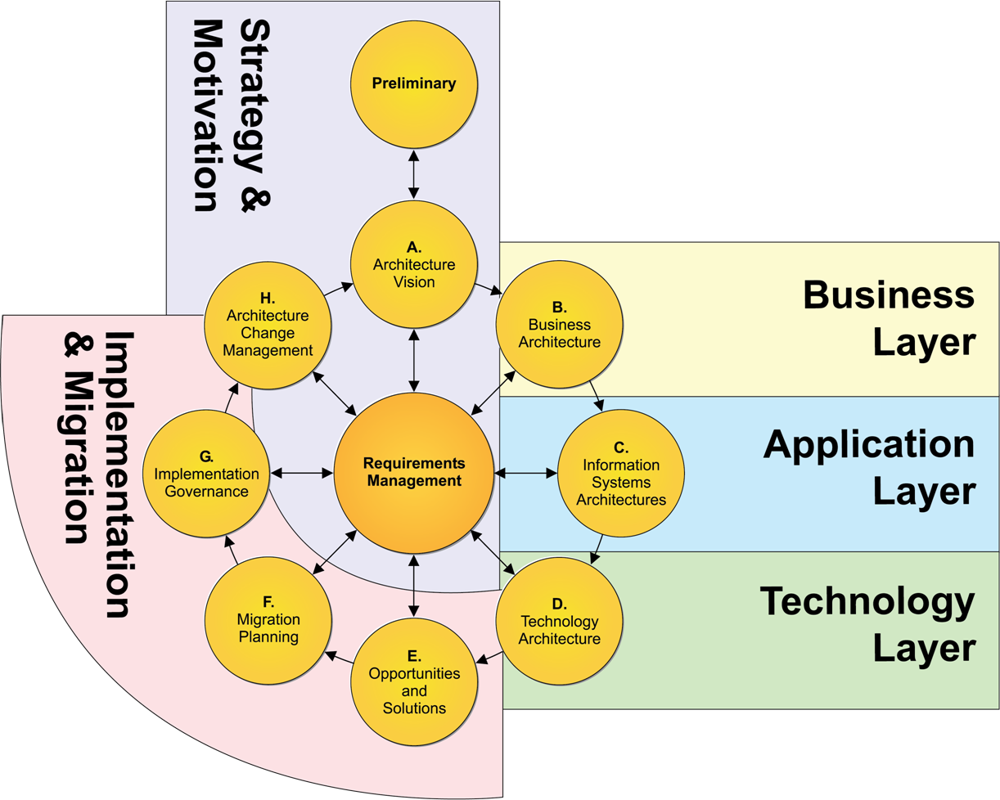 Strategy &
Motivation
Preliminary
A.
Architecture
Vision
H.
Architecture
Change
Management
B.
Business
Architecture
Business
Layer
Implementation
& Migration
G.
Implementation
Governance
Requirements
Management
C.
Information
Systems
Architectures
Application
Layer
F.
Migration
Planning
E.
Opportunities
and
Solutions
D.
Technology
Architecture
Technology
Layer